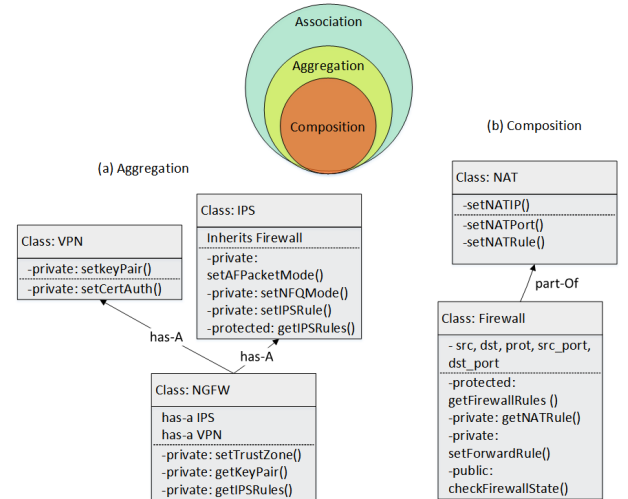 Association
Aggregation
Composition
(a) Aggregation
(b) Composition
Class: VPN
-private: setkeyPair()
-private: setCertAuth()
Class: IPS
Inherits Firewall
-private:
setAFPacketMode()
-private: setNFQMode()
-private: setIPSRule()
-protected: getIPSRules()
has-A
has-A
Class: NGFW
has-a IPS
has-a VPN
-private: setTrustZone()
-private: getKeyPair()
-private: getIPSRules()
Class: NAT
-setNATIP()
-setNATPort()
-setNATRule()
part-Of
Class: Firewall
- src, dst, prot, src_port,
dst_port
-protected:
getFirewallRules ()
-private: getNATRule()
-private:
setForwardRule()
-public:
checkFirewallState()